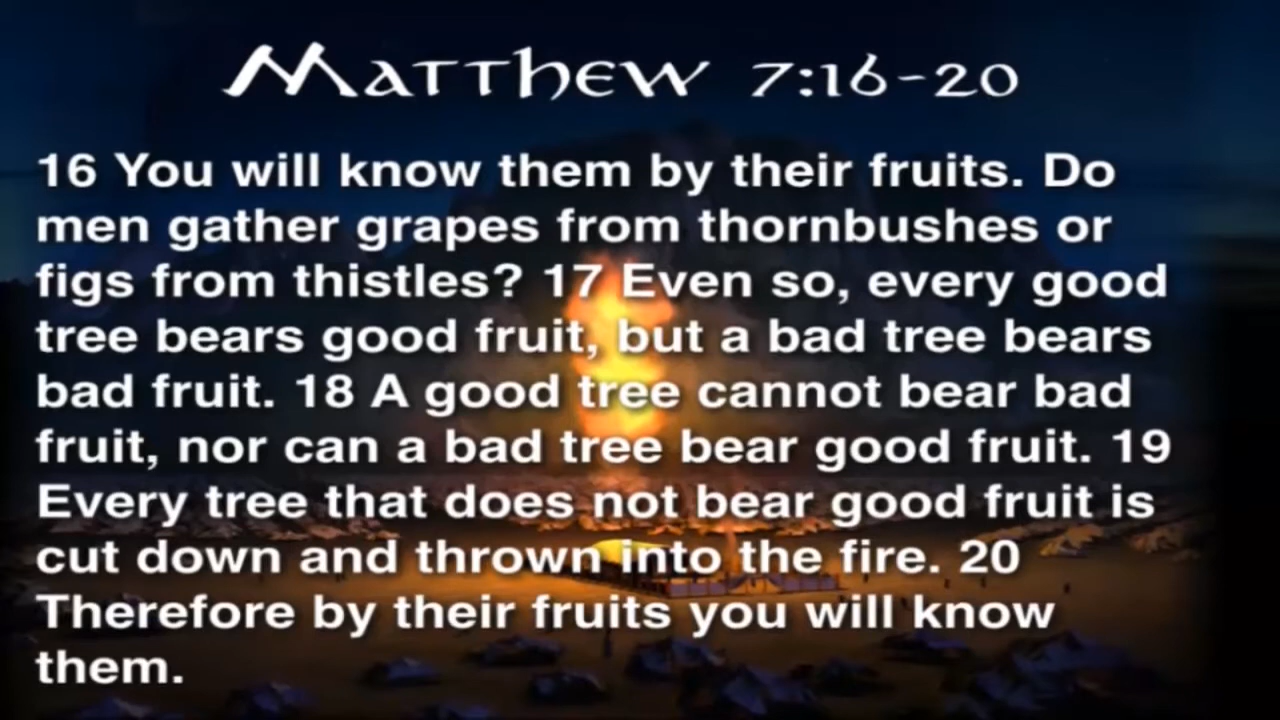 Matthew 7:16-20
16 You will know them by their fruits. Do
men gather grapes from thornbushes or
figs from thistles? 17 Even so, every good
tree bears good fruit, but a bad tree bears
bad fruit. 18 A good tree cannot bear bad
fruit, nor can a bad tree bear good fruit. 19
Every tree that does not bear good fruit is
cut down and thrown into the fire. 20
Therefore by their fruits you will know
them.